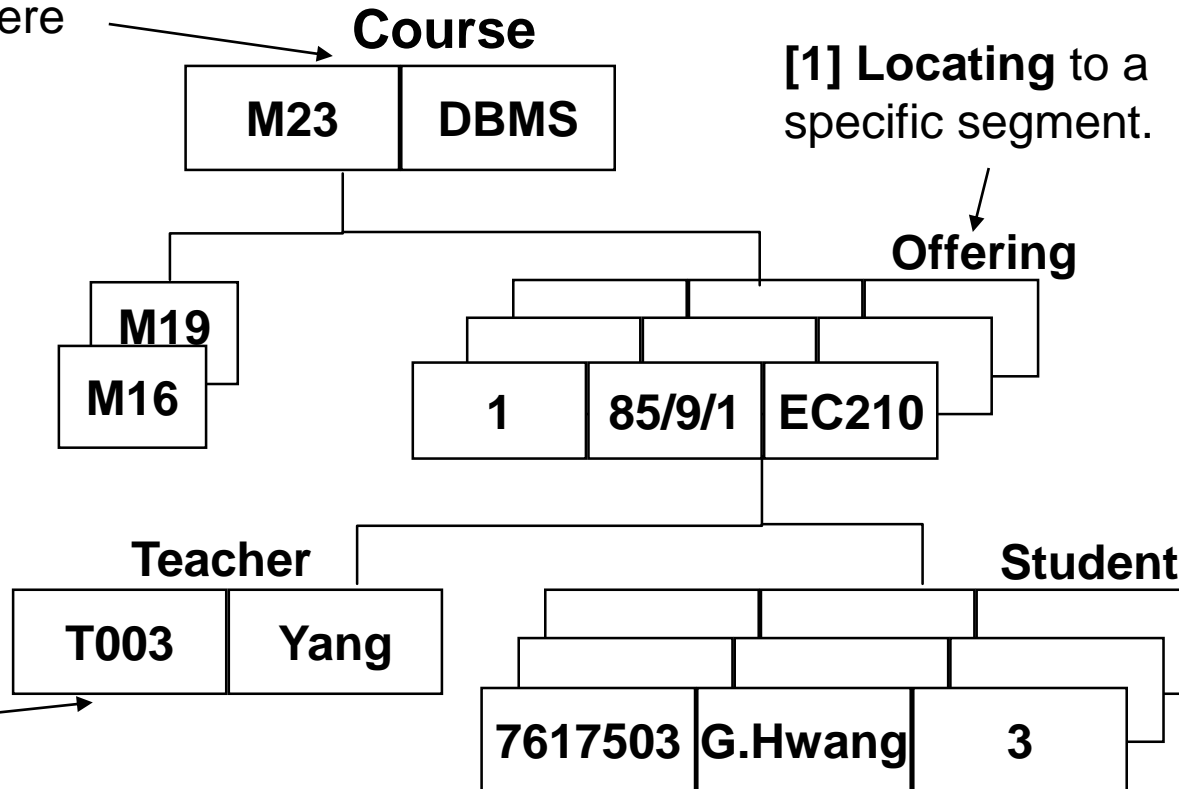 Course
[1] Locating to a
specific segment.
M23 DBMS
Offering
M19
M16
1 85/9/1 EC210
Teacher
Student
T003 Yang
7617503 G.Hwang 3